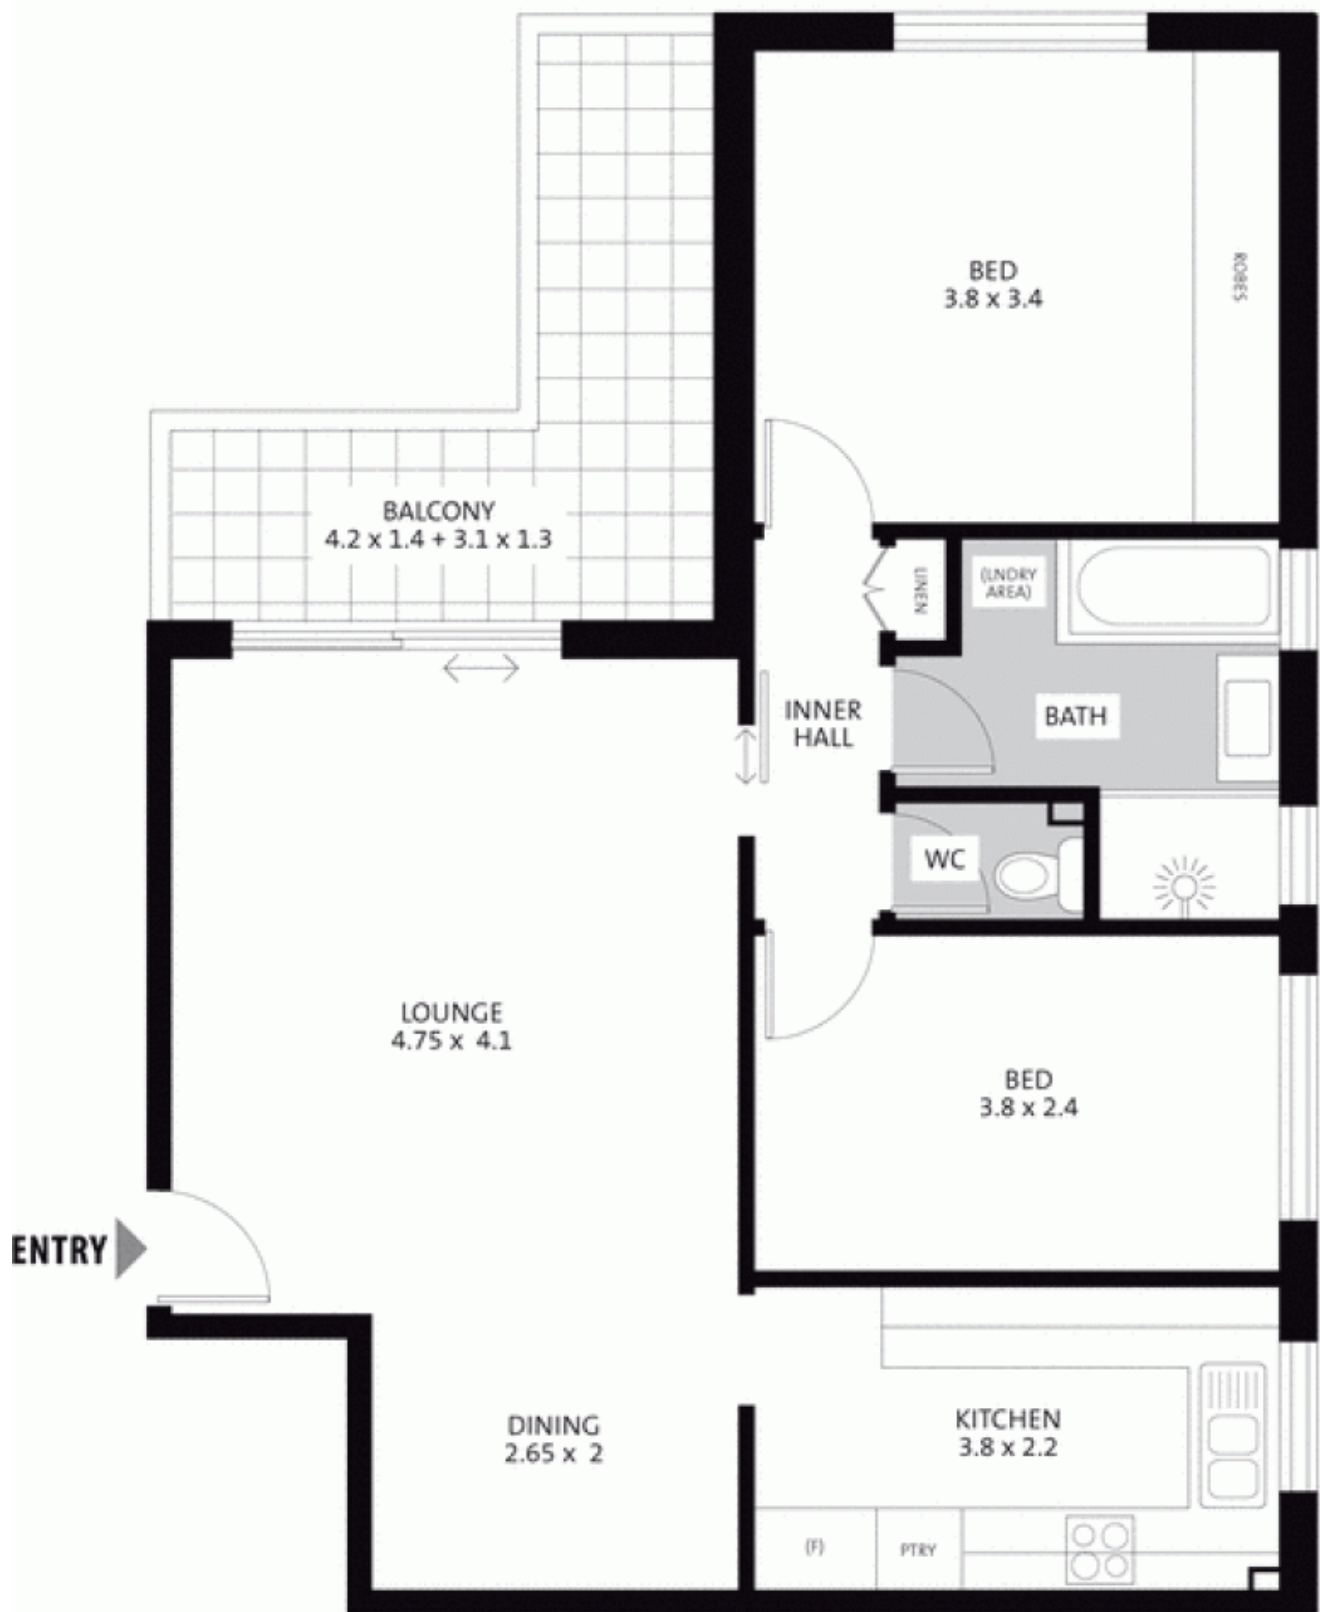 BED
3.8 x 3.4
ROBES
BALCONY
4.2 x 1.4 + 3.1 x 1.3
LINEN
(LNDRY
AREA)
INNER
HALL
BATH
WC
LOUNGE
4.75 x 4.1
BED
3.8 x 2.4
ENTRY
DINING
2.65 x 2
KITCHEN
3.8 x 2.2
(F)
PTRY